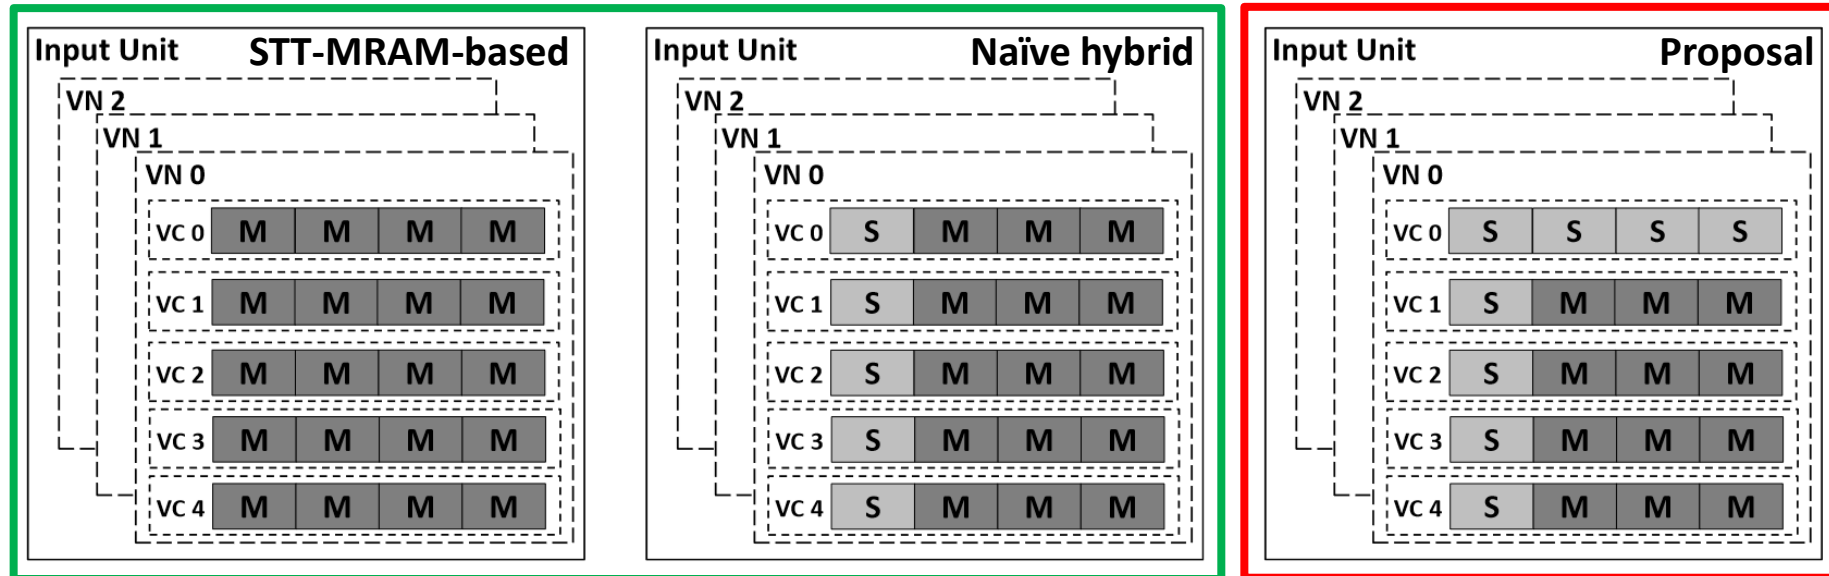 Input Unit STT-MRAM-based
VN 2
VN 1
VN 0
VC 0 M M M M
VC 1 M M M M
VC 2 M M M M
VC 3 M M M M
VC 4 M M M M
Input Unit Naïve hybrid
VN 2
VN 1
VN 0
VC 0 S M M M
VC 1 S M M M
VC 2 S M M M
VC 3 S M M M
VC 4 S M M M
Input Unit Proposal
VN 2
VN 1
VN 0
VC 0 S S S S
VC 1 S M M M
VC 2 S M M M
VC 3 S M M M
VC 4 S M M M